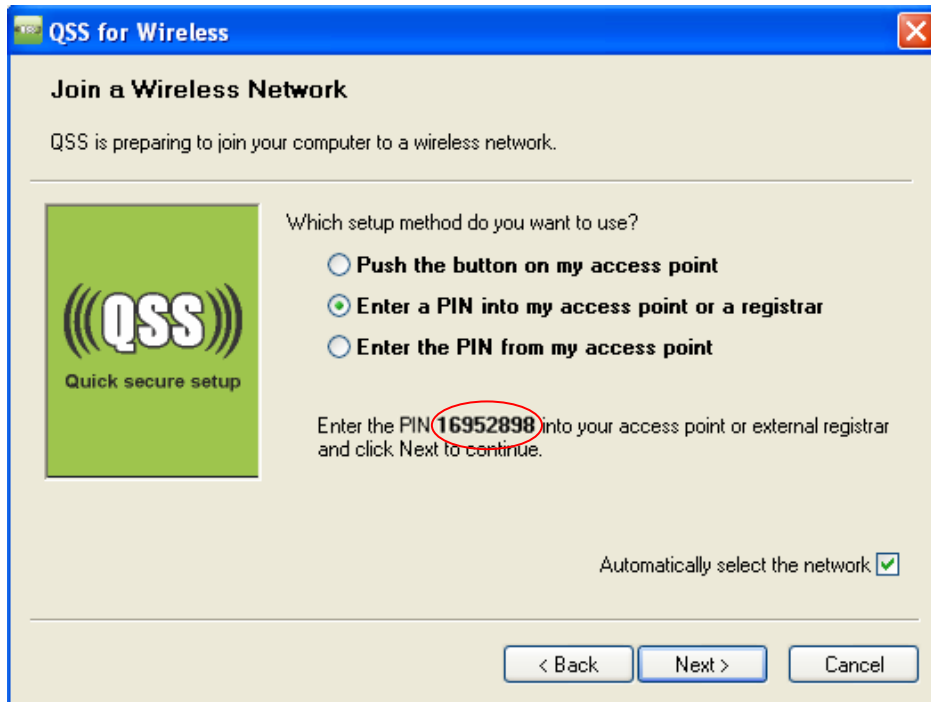 QSS for Wireless
Join a Wireless Network
QSS is preparing to join your computer to a wireless network.
Which setup method do you want to use?
Push the button on my access point
Enter a PIN into my access point or a registrar
Enter the PIN from my access point
(((QSS)))
Quick secure setup
Enter the PIN 16952898 into your access point or external registrar
and click Next to continue.
Automatically select the network
< Back
Next >
Cancel